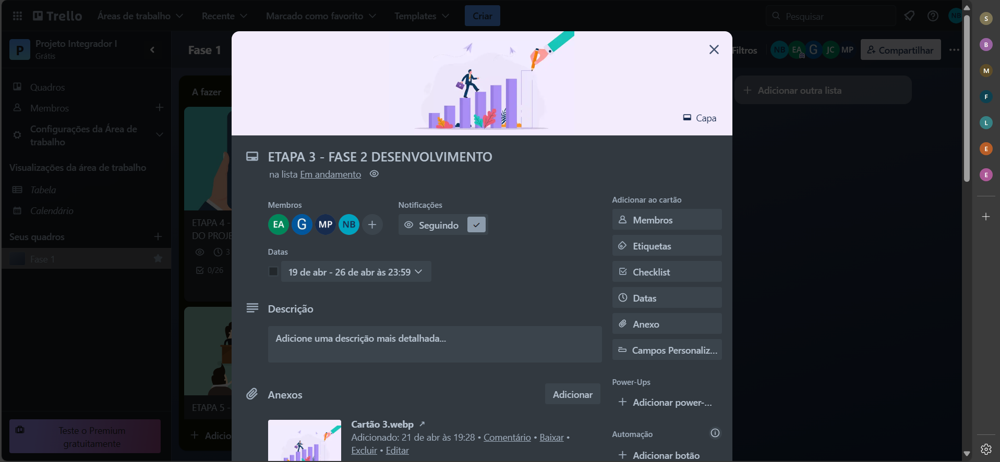 Trello
Áreas de trabalho
Recente
Marcado como favorito
Templates
Criar
Pesquisar
NB
Projeto Integrador I
Grátis
P
Fase 1
Filtros
NB
EA
G
JC
MP
Compartilhar
Quadros
Membros
Configurações da Área de
trabalho
Visualizações da área de trabalho
Tabela
Calendário
Seus quadros
Fase 1
Teste o Premium
gratuitamente
A fazer
ETAPA 4 -
DO PROJE
3
0/26
ETAPA 5 -
Adicio
Adicionar outra lista
Capa
ETAPA 3 - FASE 2 DESENVOLVIMENTO
na lista Em andamento
Membros
EA
G
MP
NB
Notificações
Seguindo
Datas
19 de abr - 26 de abr às 23:59
Descrição
Adicione uma descrição mais detalhada...
Anexos
Adicionar
Cartão 3.webp
Adicionado: 21 de abr às 19:28 • Comentário • Baixar •
Excluir • Editar
Adicionar ao cartão
Membros
Etiquetas
Checklist
Datas
Anexo
Campos Personaliz...
Power-Ups
Adicionar power-...
Automação
Adicionar botão
S
B
M
F
L
E
E